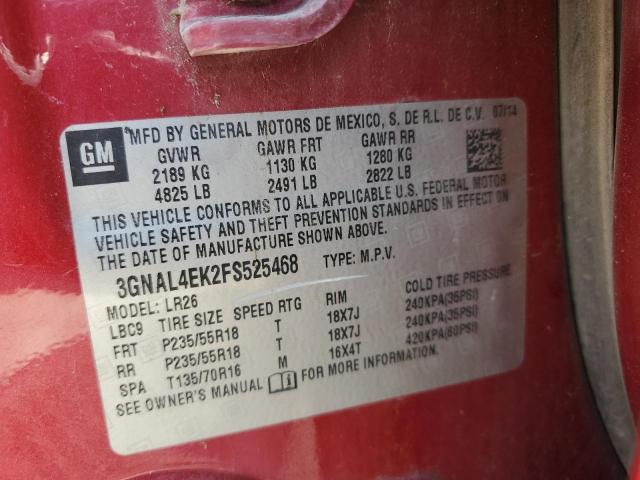 GM
MFD BY GENERAL MOTORS DE MEXICO, S. DE R.L. DE C.V. 07/14
GVWR GAWR FRT GAWR RR
2189 KG 1130 KG 1280 KG
4825 LB 2491 LB 2822 LB
THIS VEHICLE CONFORMS TO ALL APPLICABLE U.S. FEDERAL MOTOR
VEHICLE SAFETY AND THEFT PREVENTION STANDARDS IN EFFECT ON
THE DATE OF MANUFACTURE SHOWN ABOVE.
3GNAL4EK2FS525468 TYPE: M.P.V.
MODEL: LR26
LBC9 TIRE SIZE SPEED RTG RIM COLD TIRE PRESSURE
FRT P235/55R18 T 18X7J 240KPA(35PSI)
RR P235/55R18 T 18X7J 240KPA(35PSI)
SPA T135/70R16 M 16X4T 420KPA(60PSI)
SEE OWNER'S MANUAL FOR MORE INFORMATION.